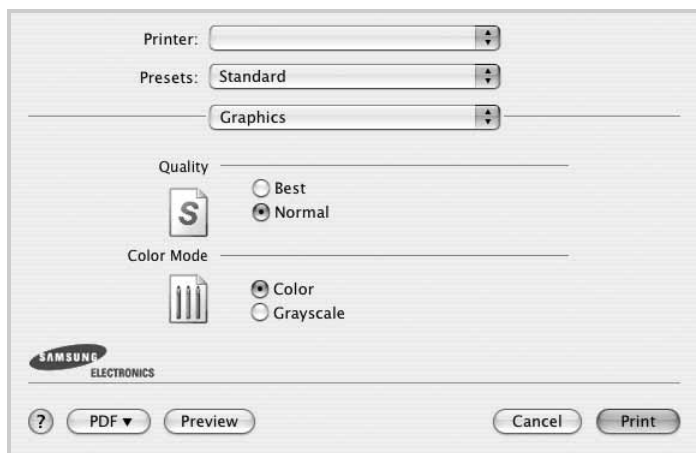 Printer:
Presets: Standard
Graphics
Quality
Best
S
Normal
Color Mode
Color
Grayscale
SAMSUNG
ELECTRONICS
? PDF▼ Preview Cancel Print